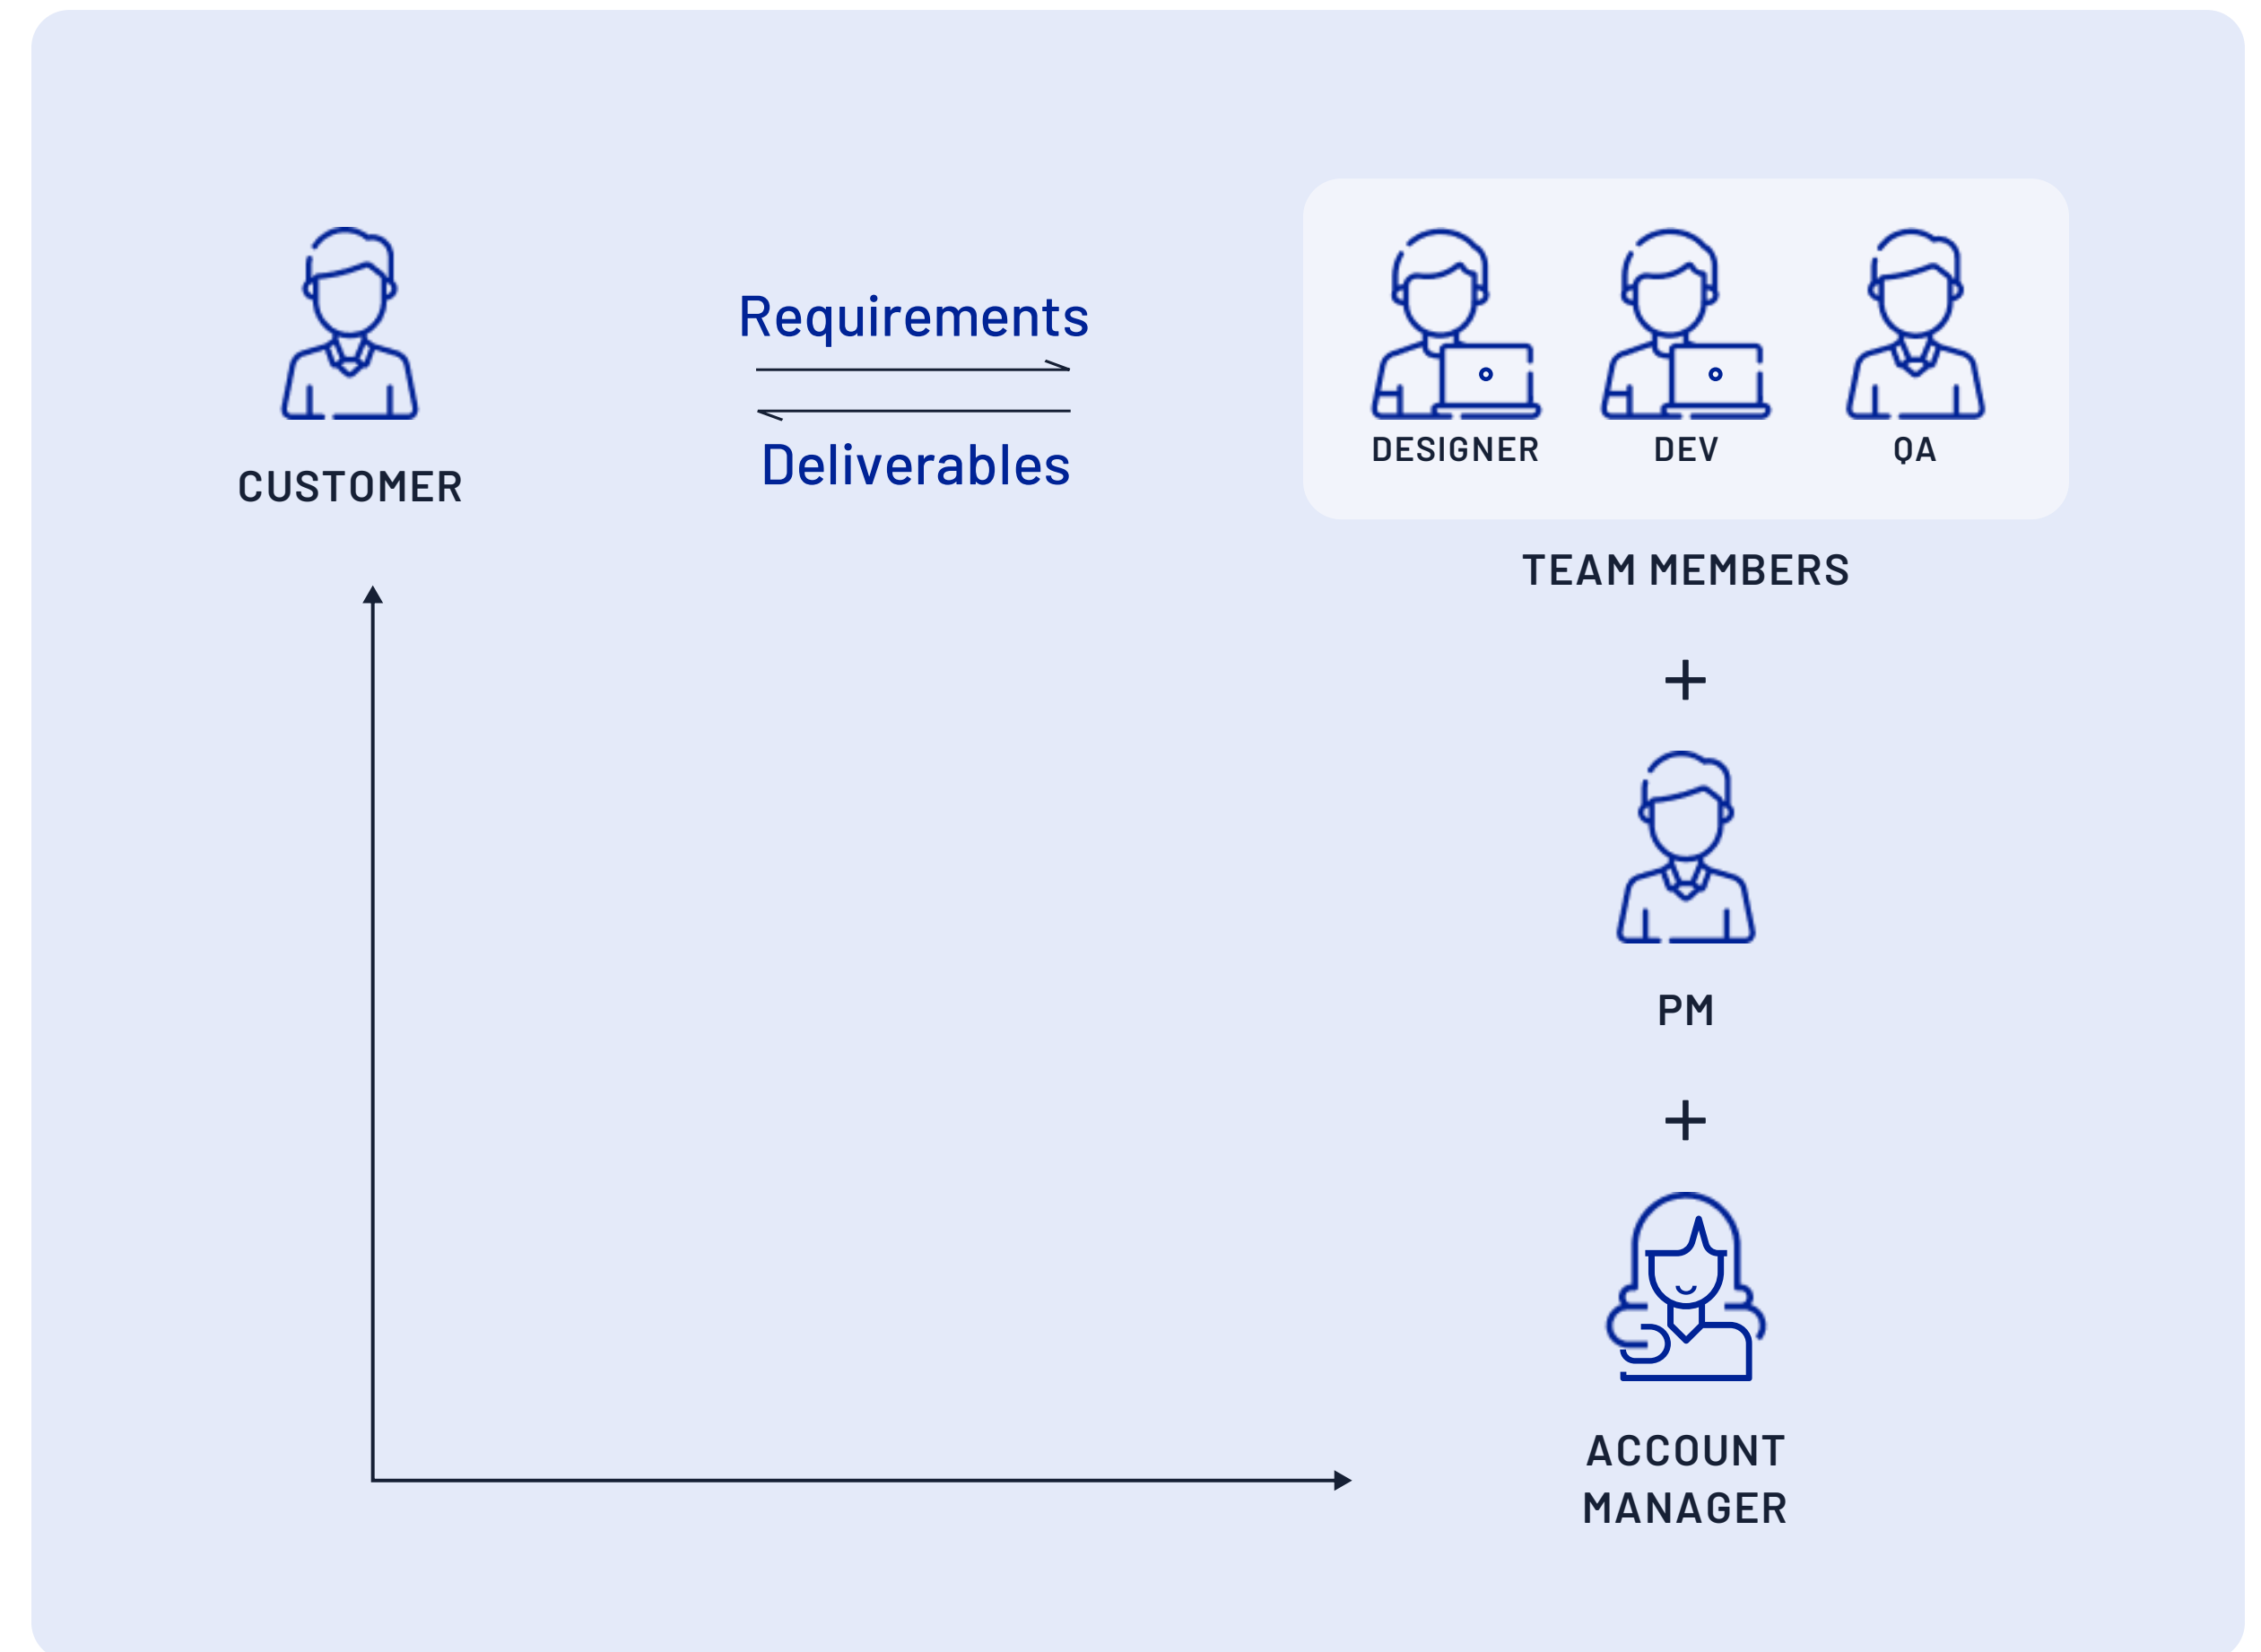 Requirements
Deliverables
CUSTOMER
DESIGNER
DEV
QA
TEAM MEMBERS
+
PM
+
ACCOUNT
MANAGER